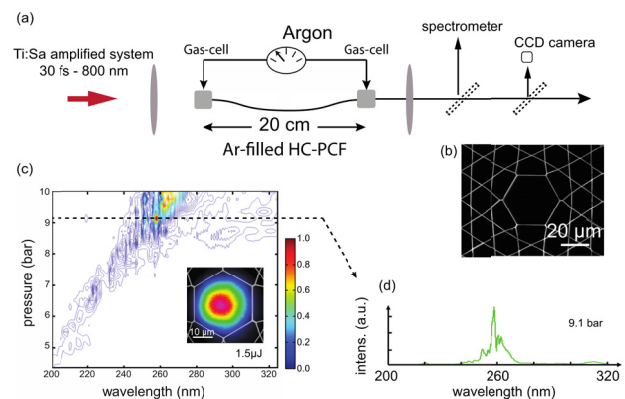 (a)
Ti:Sa amplified system
30 fs - 800 nm
Gas-cell
Argon
Gas-cell
20 cm
Ar-filled HC-PCF
spectrometer
CCD camera
(b)
20 µm
(c)
pressure (bar)
10
9
8
7
6
5
200 220 240 260 280 300 320
wavelength (nm)
1.0
0.8
0.6
0.4
0.2
0.0
10 µm
1.5µJ
(d)
intens. (a.u.)
9.1 bar
200 260 320
wavelength (nm)